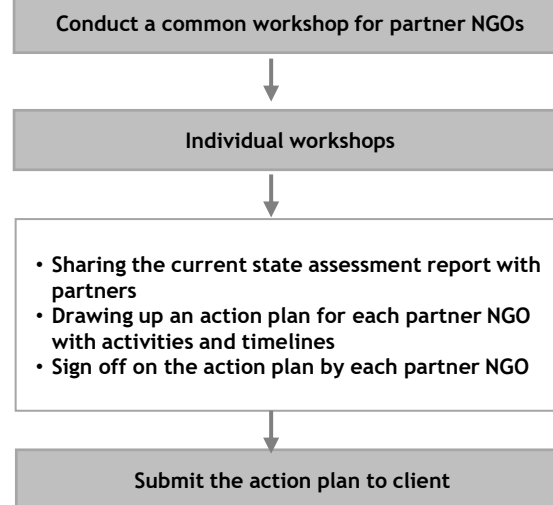 Conduct a common workshop for partner NGOs
Individual workshops
• Sharing the current state assessment report with
partners
• Drawing up an action plan for each partner NGO
with activities and timelines
• Sign off on the action plan by each partner NGO
Submit the action plan to client